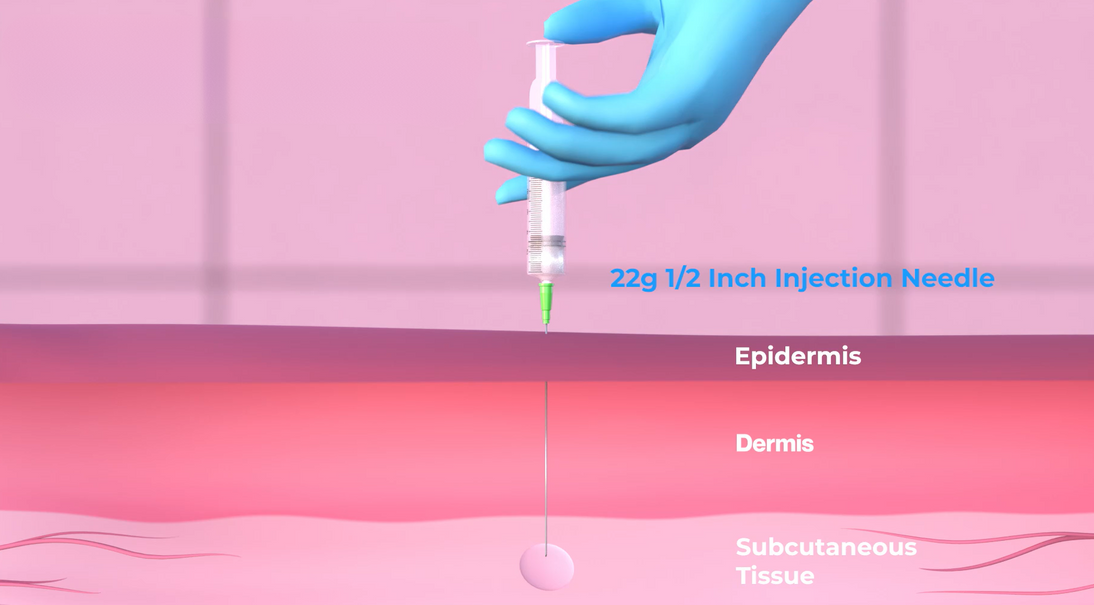 22g 1/2 Inch Injection Needle
Epidermis
Dermis
Subcutaneous
Tissue